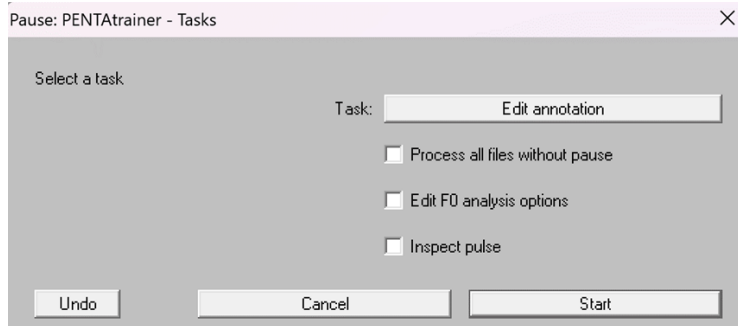 Pause: PENTAtrainer - Tasks
Select a task
Task: Edit annotation
Process all files without pause
Edit F0 analysis options
Inspect pulse
Undo Cancel Start